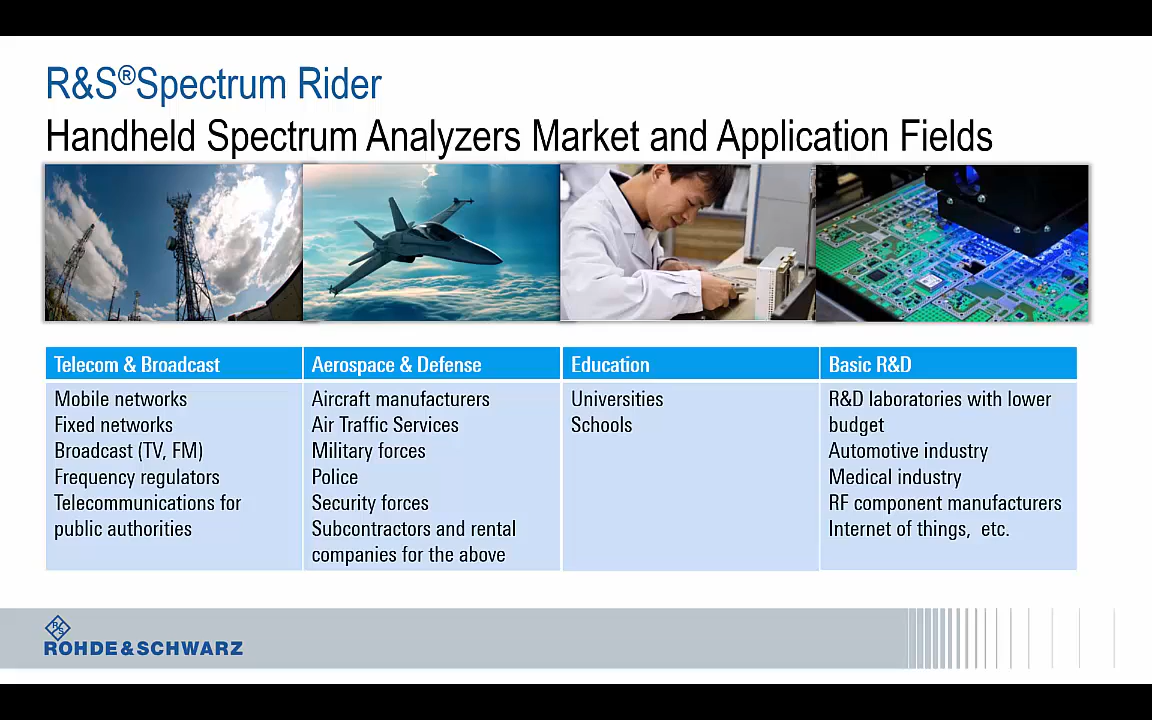 R&S®Spectrum Rider
Handheld Spectrum Analyzers Market and Application Fields
Telecom & Broadcast
Mobile networks
Fixed networks
Broadcast (TV, FM)
Frequency regulators
Telecommunications for
public authorities
Aerospace & Defense
Aircraft manufacturers
Air Traffic Services
Military forces
Police
Security forces
Subcontractors and rental
companies for the above
Education
Universities
Schools
Basic R&D
R&D laboratories with lower
budget
Automotive industry
Medical industry
RF component manufacturers
Internet of things, etc.
R&S
ROHDE&SCHWARZ